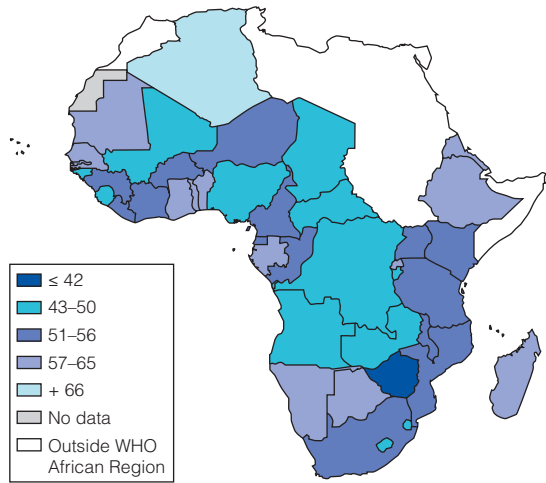 ≤ 42
43–50
51–56
57–65
+ 66
No data
Outside WHO
African Region